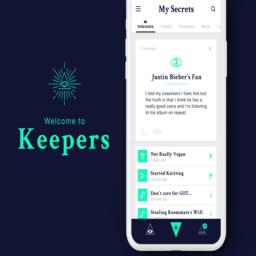 Welcome to
Keepers
My Secrets
Interests
Family
Fantasies
Work
Justin Bieber's Fan
I told my coworkers I hate him but
the truth is that I think he has a
really good voice and I'm listening
to his album on repeat.
Not Really Vegan
Started Knitting
Don't care for GOT...
Stealing Roommate's Wifi